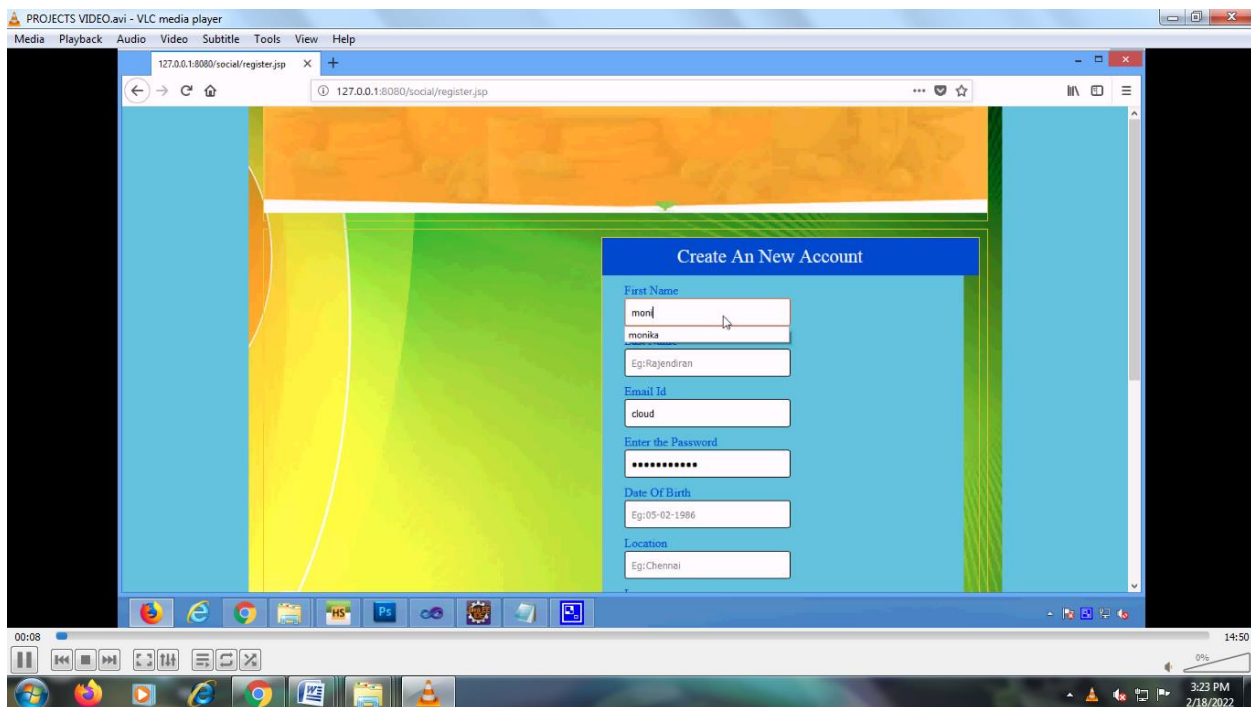 PROJECTS VIDEO.avi - VLC media player
Media Playback Audio Video Subtitle Tools View Help
127.0.0.1:8080/social/register.jsp
127.0.0.1:8080/social/register.jsp
Create An New Account
First Name
moni
monika
Eg:Rajendiran
Email Id
cloud
Enter the Password
Date Of Birth
Eg:05-02-1986
Location
Eg:Chennai
HS
Ps
00:08
14:50
0%
3:23 PM
2/18/2022